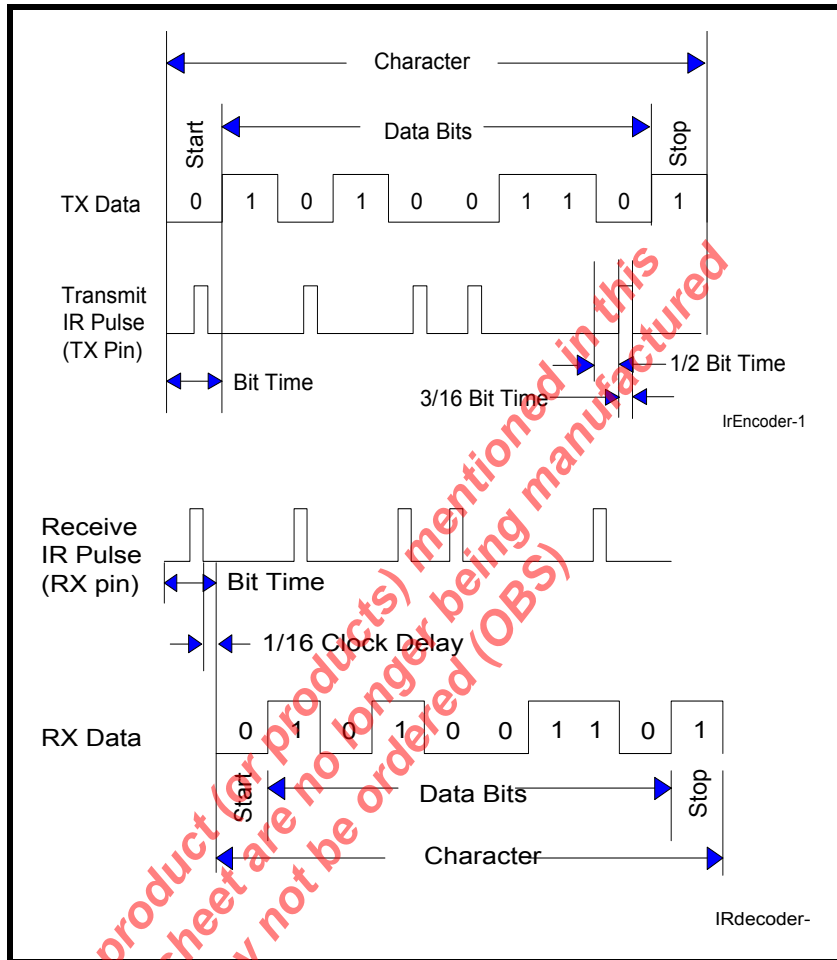 Character
Start
Data Bits
Stop
TX Data
0 1 0 1 0 0 1 1 0 1
Transmit
IR Pulse
(TX Pin)
Bit Time
1/2 Bit Time
3/16 Bit Time
IrEncoder-1
Receive
IR Pulse
(RX pin)
Bit Time
1/16 Clock Delay
RX Data
0 1 0 1 0 0 1 1 0 1
Start
Data Bits
Stop
Character
IRdecoder-
product (or products) mentioned in this
sheet are no longer being manufactured
not be ordered (OBS)